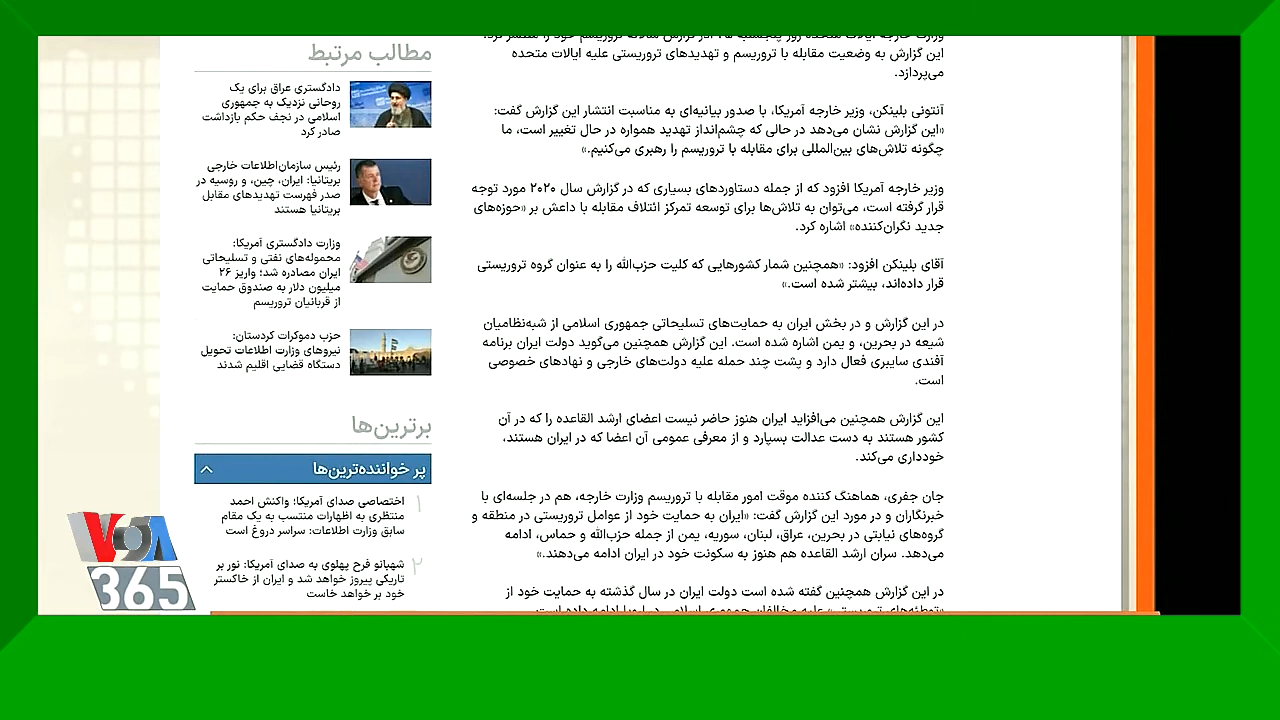 این گزارش به وضعیت مقابله با تروریسم و تهدیدهای تروریستی علیه ایالات متحده
می‌پردازد.
آنتونی بلینکن، وزیر خارجه آمریکا، با صدور بیانیه‌ای به مناسبت انتشار این گزارش گفت:
«این گزارش نشان می‌دهد در حالی که چشم‌انداز تهدید همواره در حال تغییر است، ما
چگونه تلاش‌های بین‌المللی برای مقابله با تروریسم را رهبری می‌کنیم.»
وزیر خارجه آمریکا افزود که از جمله دستاوردهای بسیاری که در گزارش سال ۲۰۲۰ مورد توجه
قرار گرفته است، می‌توان به تلاش‌ها برای توسعه تمرکز ائتلاف مقابله با داعش بر «حوزه‌های
جدید نگران‌کننده» اشاره کرد.
آقای بلینکن افزود: «همچنین شمار کشورهایی که کلیت حزب‌الله را به عنوان گروه تروریستی
قرار داده‌اند، بیشتر شده است.»
در این گزارش و در بخش ایران به حمایت‌های تسلیحاتی جمهوری اسلامی از شبه‌نظامیان
شیعه در بحرین، و یمن اشاره شده است. این گزارش همچنین می‌گوید دولت ایران برنامه
آفندی سایبری فعال دارد و پشت چند حمله علیه دولت‌های خارجی و نهادهای خصوصی
است.
این گزارش همچنین می‌افزاید ایران هنوز حاضر نیست اعضای ارشد القاعده را که در آن
کشور هستند به دست عدالت بسپارد و از معرفی عمومی آن اعضا که در ایران هستند،
خودداری می‌کند.
جان جفری، هماهنگ کننده موقت امور مقابله با تروریسم وزارت خارجه، هم در جلسه‌ای با
خبرنگاران و در مورد این گزارش گفت: «ایران به حمایت خود از عوامل تروریستی در منطقه و
گروه‌های نیابتی در بحرین، عراق، لبنان، سوریه، یمن از جمله حزب‌الله و حماس، ادامه
می‌دهد. سران ارشد القاعده هم هنوز به سکونت خود در ایران ادامه می‌دهند.»
در این گزارش همچنین گفته شده است دولت ایران در سال گذشته به حمایت خود از
مطالب مرتبط
دادگستری عراق برای یک
روحانی نزدیک به جمهوری
اسلامی در نجف حکم بازداشت
صادر کرد
رئیس سازمان‌اطلاعات خارجی
بریتانیا: ایران، چین، و روسیه در
صدر فهرست تهدیدهای مقابل
بریتانیا هستند
وزارت دادگستری آمریکا:
محموله‌های نفتی و تسلیحاتی
ایران مصادره شد؛ واریز ۲۶
میلیون دلار به صندوق حمایت
از قربانیان تروریسم
حزب دموکرات کردستان:
نیروهای وزارت اطلاعات تحویل
دستگاه قضایی اقلیم شدند
برترین‌ها
پر خواننده‌ترین‌ها
۱
اختصاصی صدای آمریکا؛ واکنش احمد
منتظری به اظهارات منتسب به یک مقام
سابق وزارت اطلاعات: سراسر دروغ است
۲
شهبانو فرح پهلوی به صدای آمریکا: نور بر
تاریکی پیروز خواهد شد و ایران از خاکستر
خود بر خواهد خاست
VOA
365